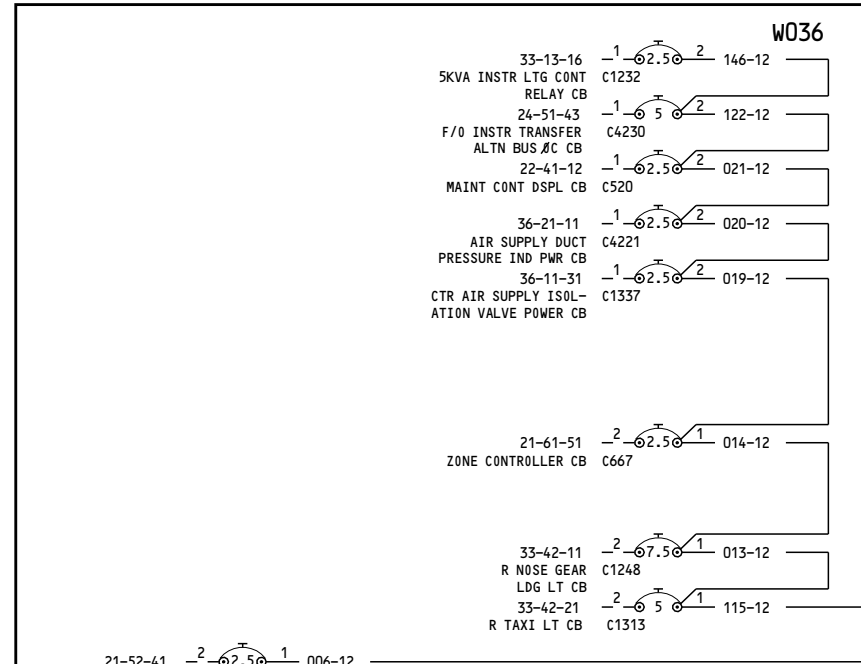 W036
33-13-16 1 2.5 2 146-12
5KVA INSTR LTG CONT C1232
RELAY CB
24-51-43 1 5 2 122-12
F/O INSTR TRANSFER C4230
ALTN BUS ØC CB
22-41-12 1 2.5 2 021-12
MAINT CONT DSPL CB C520
36-21-11 1 2.5 2 020-12
AIR SUPPLY DUCT C4221
PRESSURE IND PWR CB
36-11-31 1 2.5 2 019-12
CTR AIR SUPPLY ISOL- C1337
ATION VALVE POWER CB
21-61-51 2 2.5 1 014-12
ZONE CONTROLLER CB C667
33-42-11 2 7.5 1 013-12
R NOSE GEAR C1248
LDG LT CB
33-42-21 2 5 1 115-12
R TAXI LT CB C1313
21-52-41 2 2.5 1 006-12